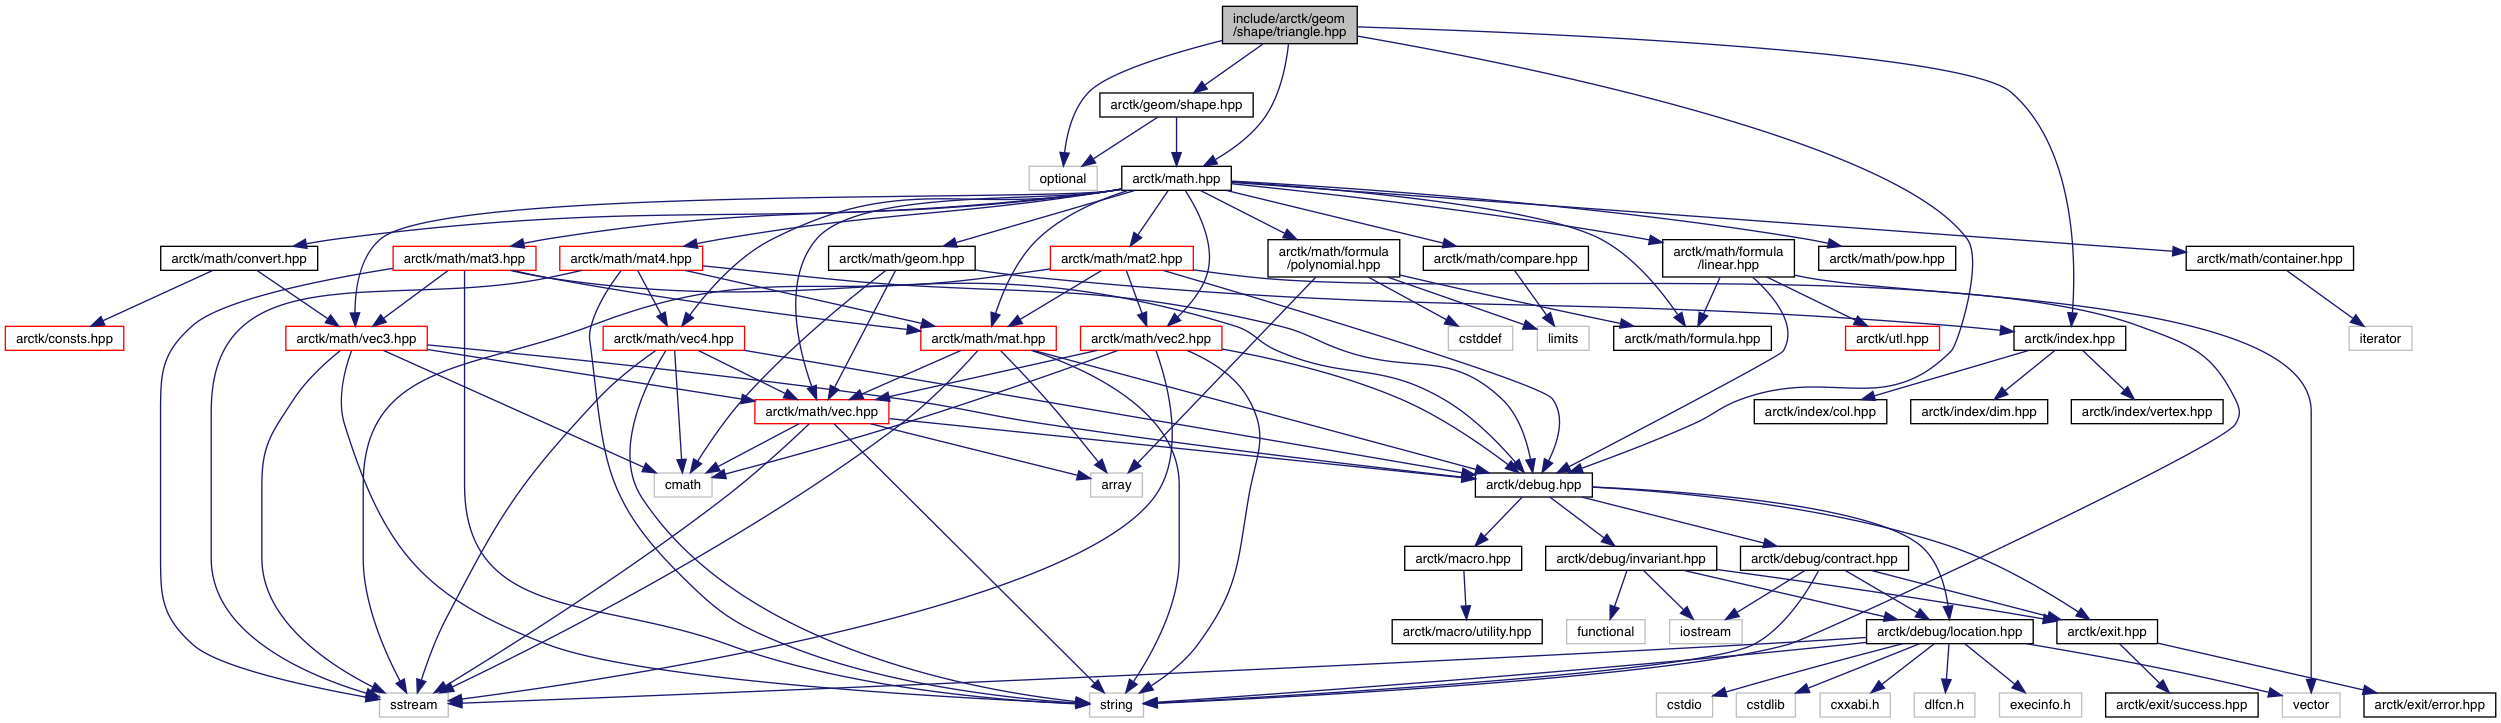 include/arctk/geom
/shape/triangle.hpp
arctk/geom/shape.hpp
optional
arctk/math.hpp
arctk/math/convert.hpp
arctk/math/mat3.hpp
arctk/math/mat4.hpp
arctk/math/geom.hpp
arctk/math/mat2.hpp
arctk/math/formula
/polynomial.hpp
arctk/math/compare.hpp
arctk/math/formula
/linear.hpp
arctk/math/pow.hpp
arctk/math/container.hpp
arctk/consts.hpp
arctk/math/vec3.hpp
arctk/math/vec4.hpp
arctk/math/mat.hpp
arctk/math/vec2.hpp
cstddef
limits
arctk/math/formula.hpp
arctk/utl.hpp
arctk/index.hpp
iterator
arctk/math/vec.hpp
arctk/index/col.hpp
arctk/index/dim.hpp
arctk/index/vertex.hpp
cmath
array
arctk/debug.hpp
arctk/macro.hpp
arctk/debug/invariant.hpp
arctk/debug/contract.hpp
arctk/macro/utility.hpp
functional
iostream
arctk/debug/location.hpp
arctk/exit.hpp
sstream
string
cstdio
cstdlib
cxxabi.h
dlfcn.h
execinfo.h
arctk/exit/success.hpp
vector
arctk/exit/error.hpp